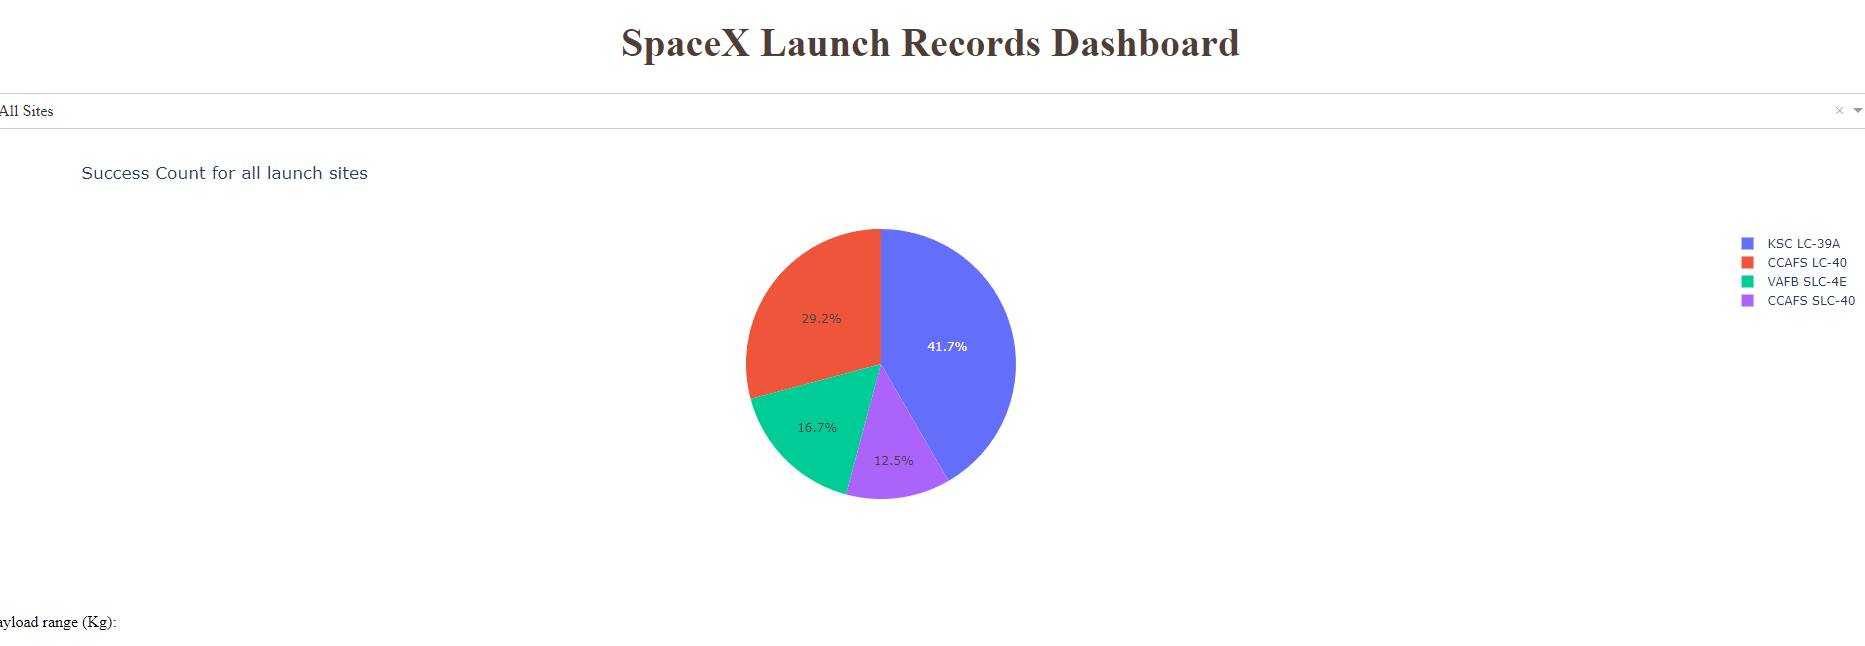 SpaceX Launch Records Dashboard
All Sites
× 
Success Count for all launch sites
KSC LC-39A
CCAFS LC-40
VAFB SLC-4E
CCAFS SLC-40
29.2%
41.7%
16.7%
12.5%
ayload range (Kg):